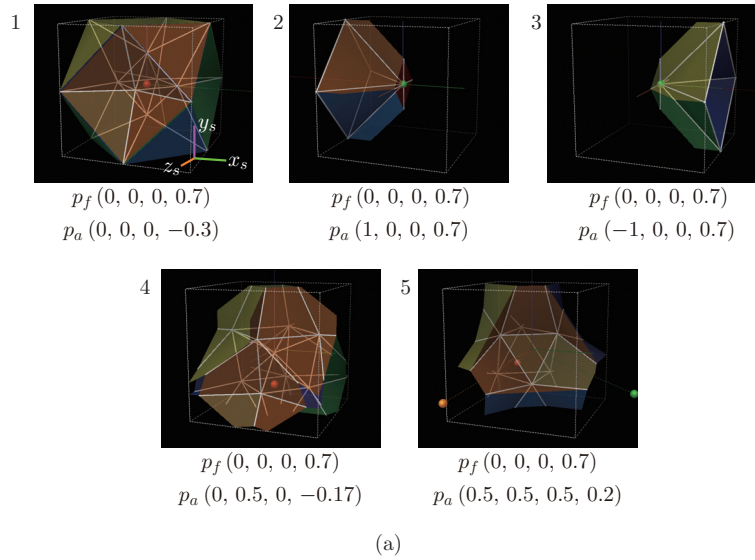 1
2
3
y_s
z_s
x_s
p_f (0, 0, 0, 0.7)
p_a (0, 0, 0, −0.3)
p_f (0, 0, 0, 0.7)
p_a (1, 0, 0, 0.7)
p_f (0, 0, 0, 0.7)
p_a (−1, 0, 0, 0.7)
4
5
p_f (0, 0, 0, 0.7)
p_a (0, 0.5, 0, −0.17)
p_f (0, 0, 0, 0.7)
p_a (0.5, 0.5, 0.5, 0.2)
(a)